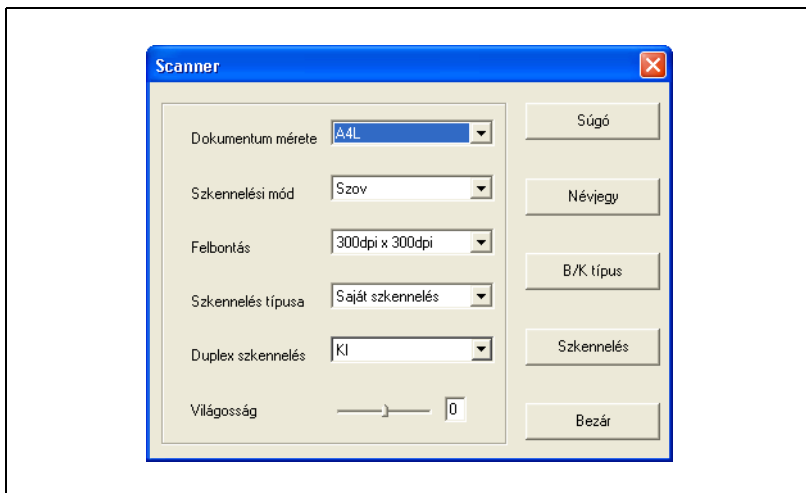 Scanner
Dokumentum mérete A4L
Szkennelési mód Szov
Felbontás 300dpi x 300dpi
Szkennelés típusa Saját szkennelés
Duplex szkennelés KI
Világosság 0
Súgó
Névjegy
B/K típus
Szkennelés
Bezár